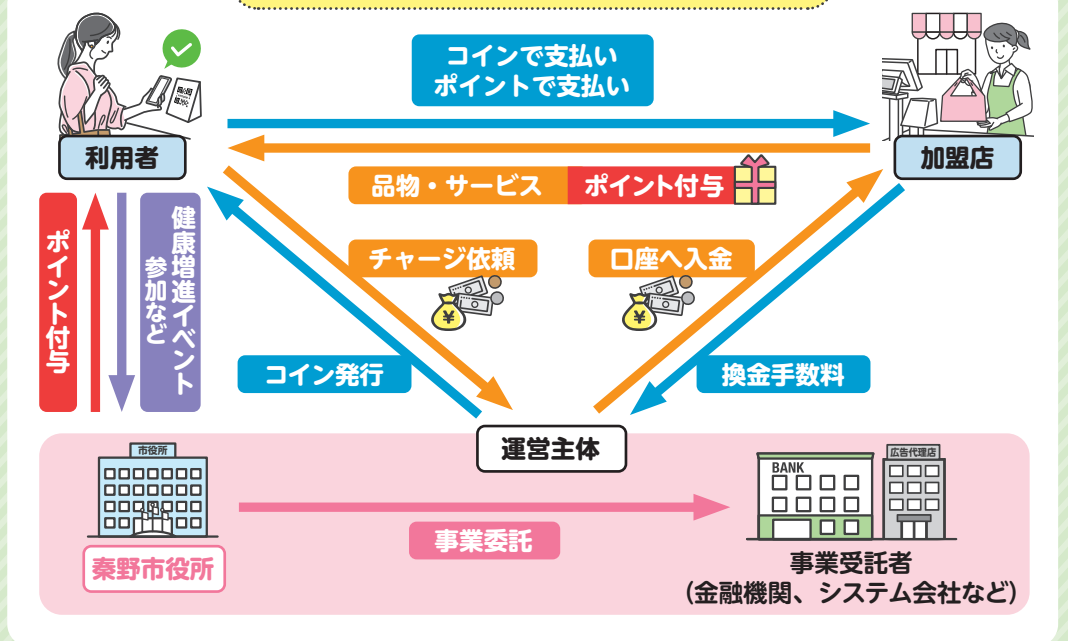 コインで支払い
ポイントで支払い
利用者
加盟店
品物・サービス
ポイント付与
ポイント付与
健康増進イベント
参加など
チャージ依頼
¥
口座へ入金
¥
コイン発行
換金手数料
運営主体
市役所
秦野市役所
事業委託
BANK
広告代理店
事業受託者
(金融機関、システム会社など)